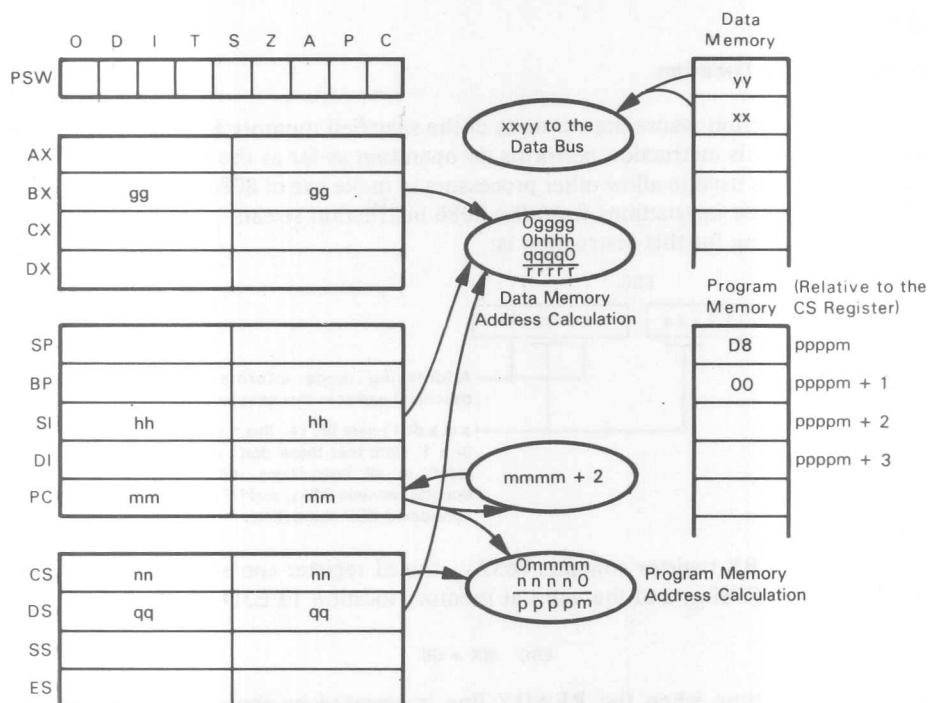 O D I T S Z A P C
PSW
AX
BX gg gg
CX
DX
SP
BP
SI hh hh
DI
PC mm mm
CS nn nn
DS qq qq
SS
ES
xxyy to the
Data Bus
0gggg
0hhhh
qqqq0
rrrrr
Data Memory
Address Calculation
mmmm + 2
0mmmm
nnnn0
ppppm
Program Memory
Address Calculation
Data
Memory
yy
xx
Program
Memory
(Relative to the
CS Register)
D8 ppppm
00 ppppm + 1
ppppm + 2
ppppm + 3